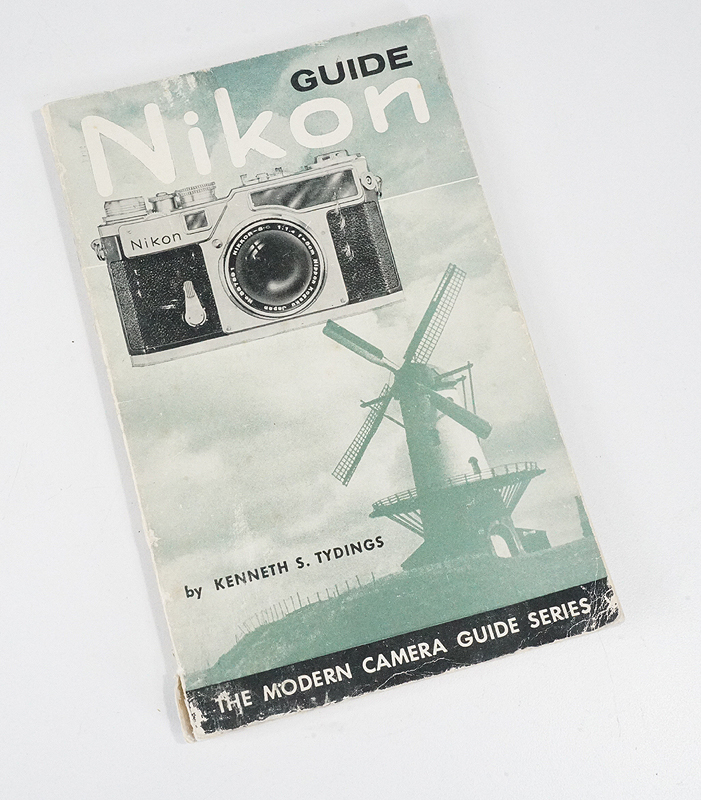 GUIDE
Nikon
Nikon
by KENNETH S. TYDINGS
THE MODERN CAMERA GUIDE SERIES